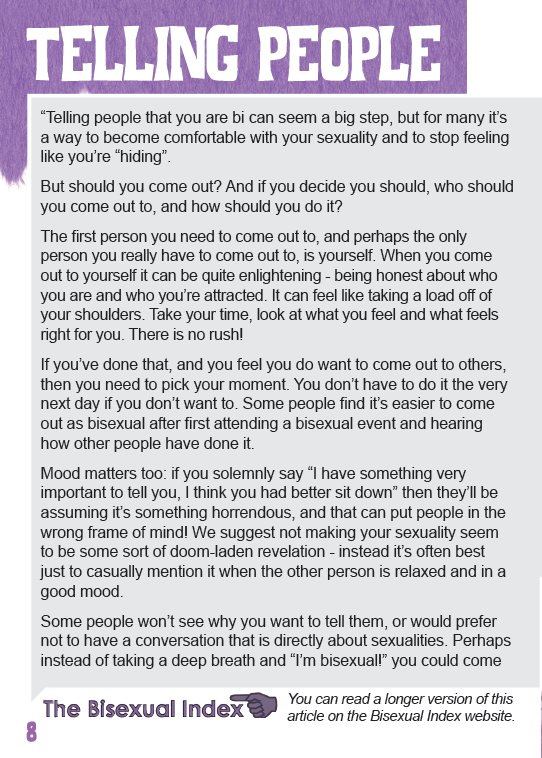 TELLING PEOPLE
“Telling people that you are bi can seem a big step, but for many it’s
a way to become comfortable with your sexuality and to stop feeling
like you’re “hiding”.
But should you come out? And if you decide you should, who should
you come out to, and how should you do it?
The first person you need to come out to, and perhaps the only
person you really have to come out to, is yourself. When you come
out to yourself it can be quite enlightening - being honest about who
you are and who you’re attracted. It can feel like taking a load off of
your shoulders. Take your time, look at what you feel and what feels
right for you. There is no rush!
If you’ve done that, and you feel you do want to come out to others,
then you need to pick your moment. You don’t have to do it the very
next day if you don’t want to. Some people find it’s easier to come
out as bisexual after first attending a bisexual event and hearing
how other people have done it.
Mood matters too: if you solemnly say “I have something very
important to tell you, I think you had better sit down” then they’ll be
assuming it’s something horrendous, and that can put people in the
wrong frame of mind! We suggest not making your sexuality seem
to be some sort of doom-laden revelation - instead it’s often best
just to casually mention it when the other person is relaxed and in a
good mood.
Some people won’t see why you want to tell them, or would prefer
not to have a conversation that is directly about sexualities. Perhaps
instead of taking a deep breath and “I’m bisexual!” you could come
The Bisexual Index
You can read a longer version of this
article on the Bisexual Index website.
8